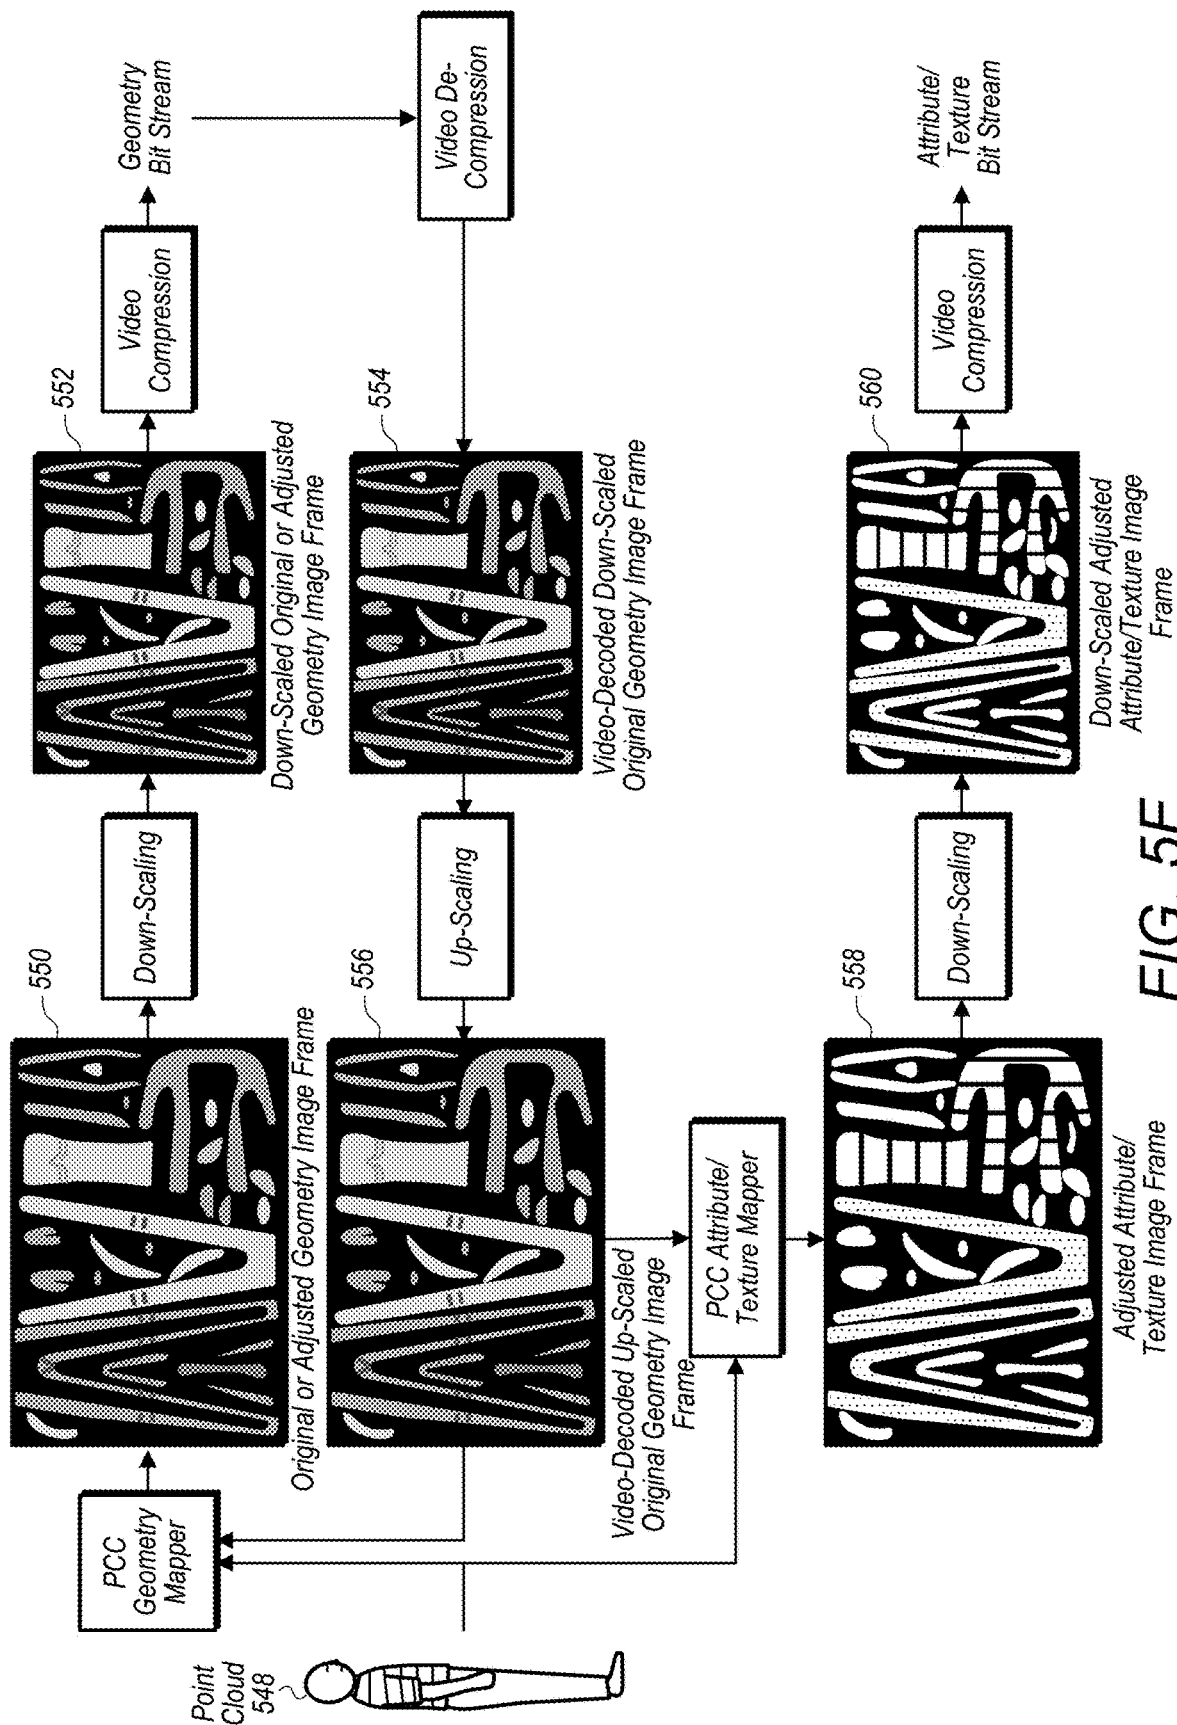 Point
Cloud
548
PCC
Geometry
Mapper
550
Original or Adjusted Geometry Image Frame
Down-Scaling
552
Down-Scaled Original or Adjusted
Geometry Image Frame
Video
Compression
Geometry
Bit Stream
Video De-
Compression
554
Video-Decoded Down-Scaled
Original Geometry Image Frame
Up-Scaling
556
Video-Decoded Up-Scaled
Original Geometry Image
Frame
PCC Attribute/
Texture Mapper
558
Adjusted Attribute/
Texture Image Frame
Down-Scaling
560
Down-Scaled Adjusted
Attribute/Texture Image
Frame
Video
Compression
Attribute/
Texture
Bit Stream
FIG.